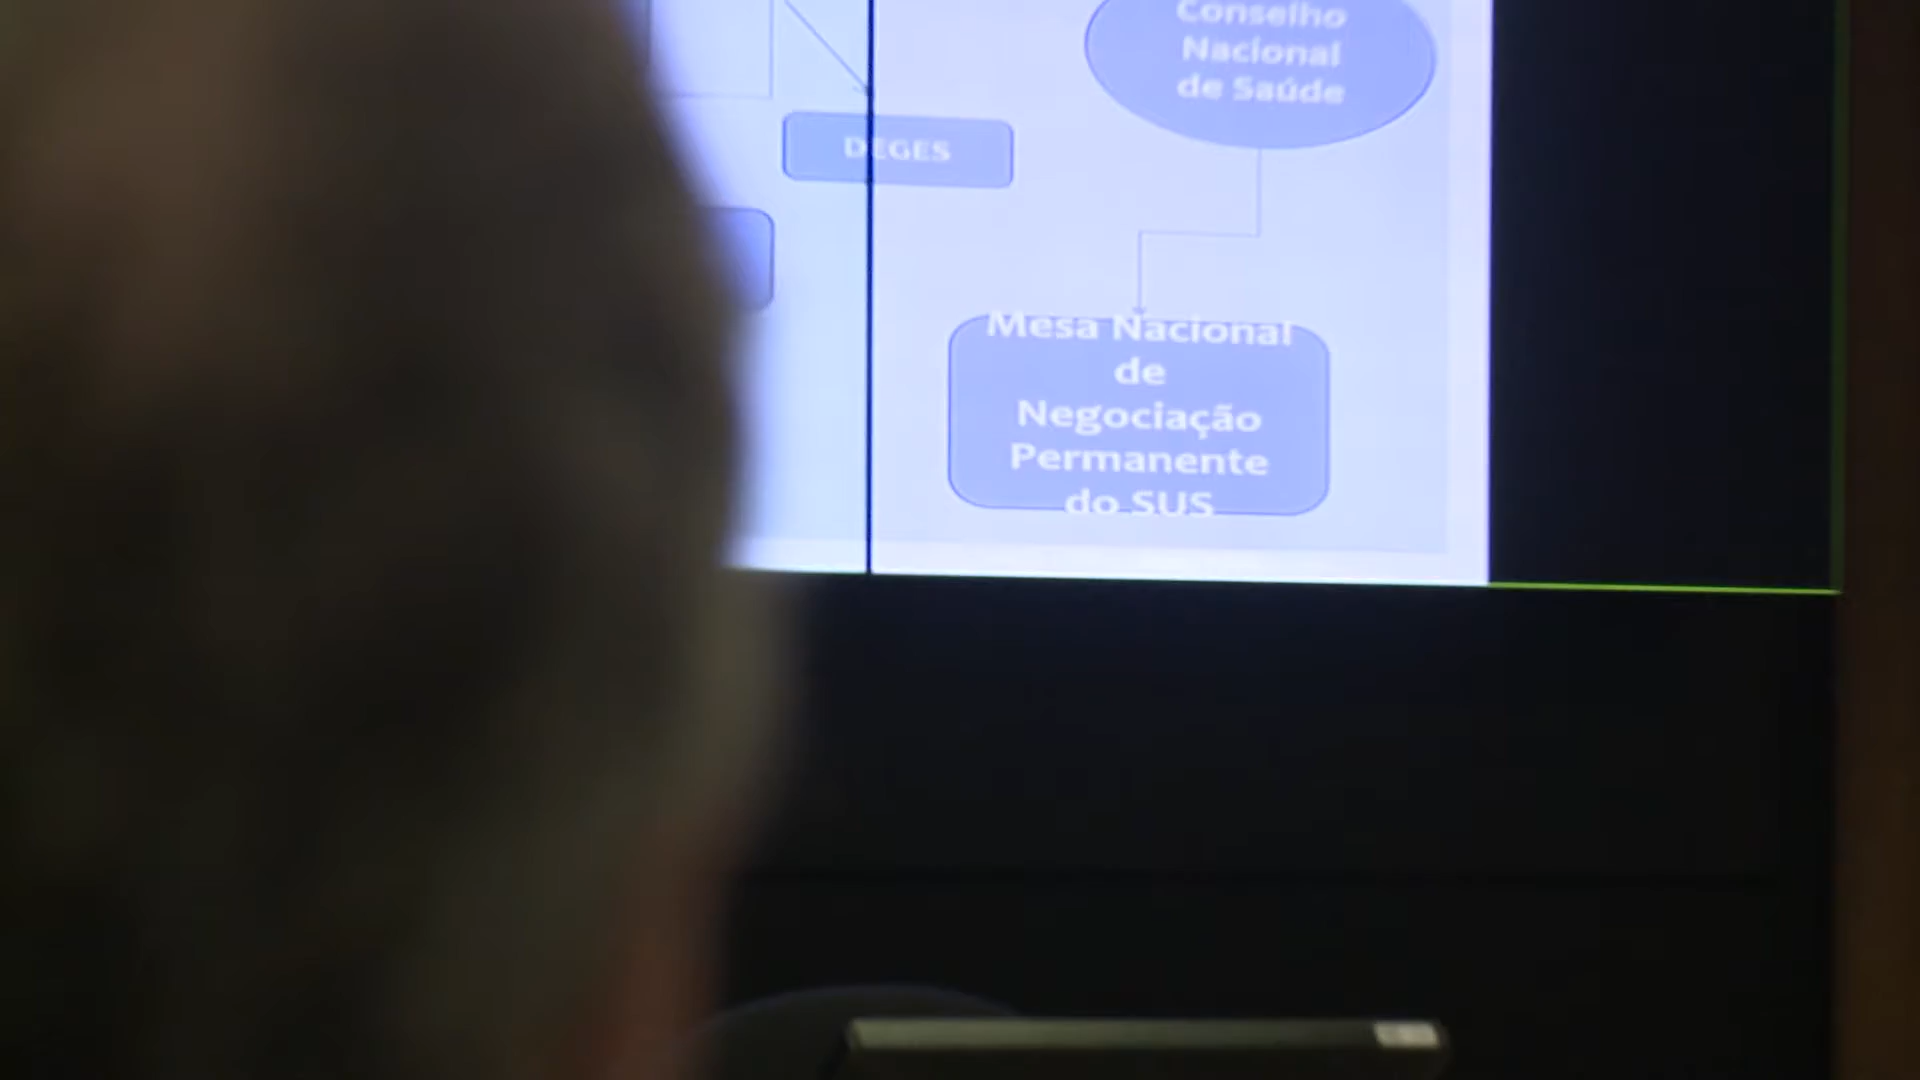 Conselho
Nacional
de Saúde
DEGES
Mesa Nacional
de
Negociação
Permanente
do SUS